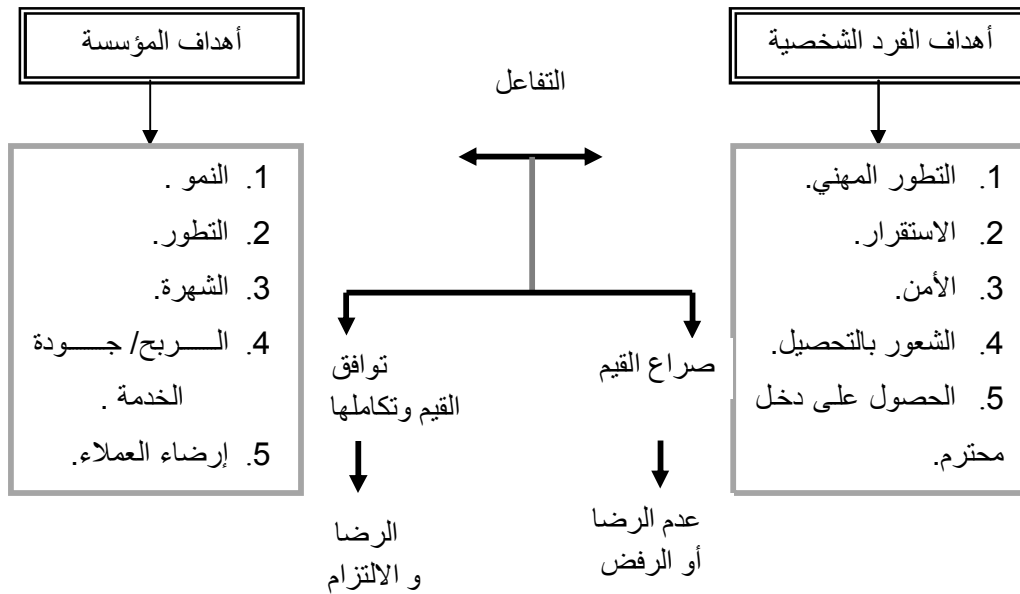 أهداف الفرد الشخصية
1. التطور المهني.
2. الاستقرار.
3. الأمن.
4. الشعور بالتحصيل.
5. الحصول على دخل
محترم.
التفاعل
صراع القيم
عدم الرضا
أو الرفض
توافق
القيم وتكاملها
الرضا
و الالتزام
أهداف المؤسسة
1. النمو .
2. التطور.
3. الشهرة.
4. الـــربح/ جـــودة
الخدمة .
5. إرضاء العملاء.